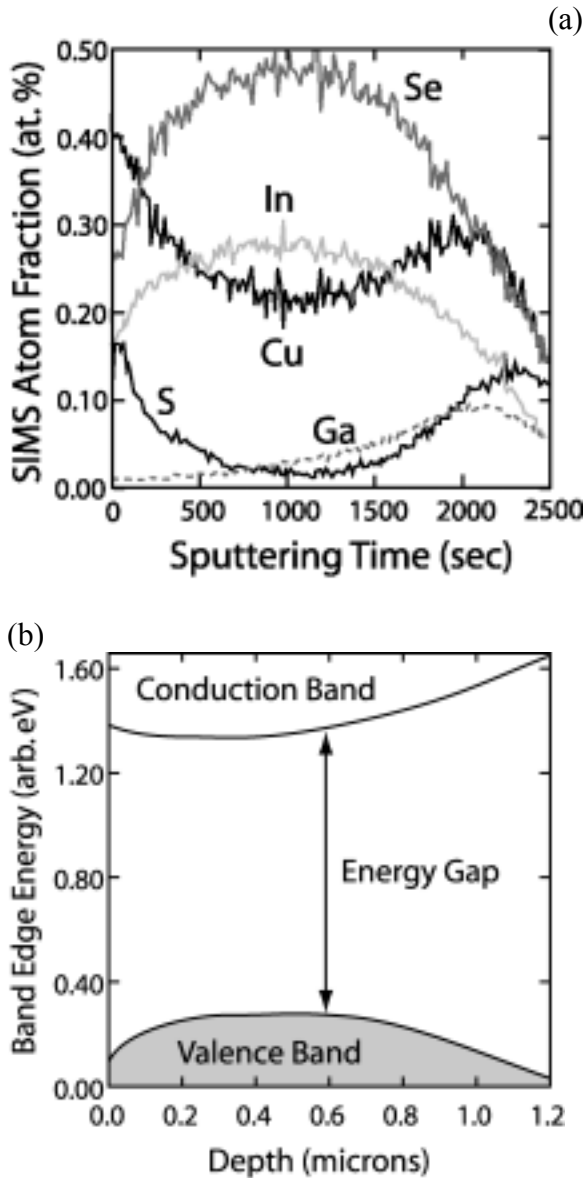 (a)
0.50
0.40
0.30
0.20
0.10
0.00
SIMS Atom Fraction (at. %)
Se
In
Cu
S
Ga
0 500 1000 1500 2000 2500
Sputtering Time (sec)
(b)
1.60
1.20
0.80
0.40
0.00
Band Edge Energy (arb. eV)
Conduction Band
Energy Gap
Valence Band
0.0 0.2 0.4 0.6 0.8 1.0 1.2
Depth (microns)